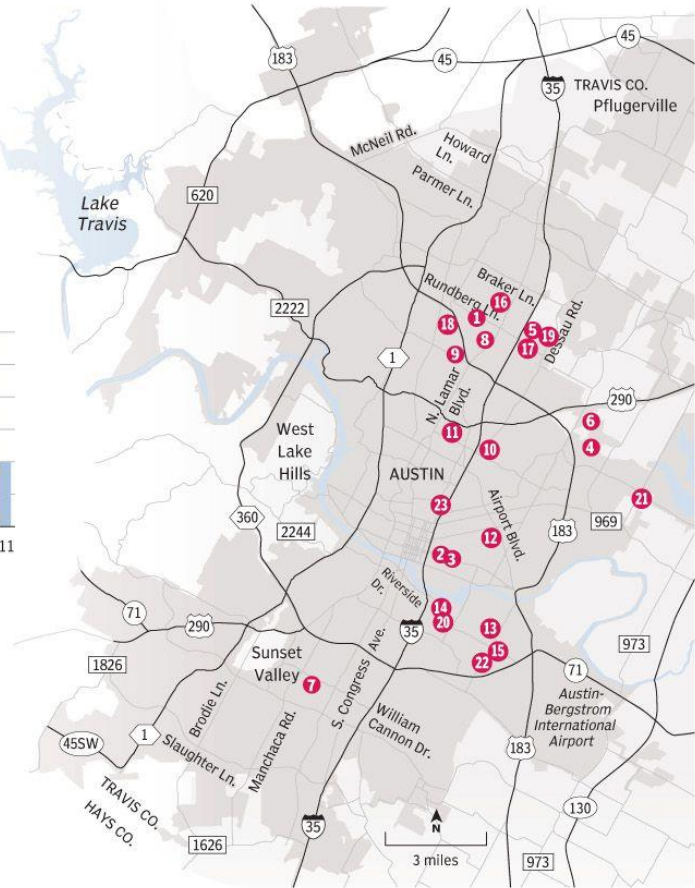 183
45
45
35
TRAVIS CO.
Pflugerville
McNeil Rd.
Howard
Ln.
Parmer Ln.
620
Lake
Travis
Braker Ln.
Rundberg Ln.
16
2222
18
1
5
19
8
17
Dessau Rd.
9
1
N. Lamar
Blvd.
290
6
11
West
Lake
Hills
10
4
AUSTIN
21
23
Airport Blvd.
360
969
2244
183
12
11
2
3
Riverside
Dr.
71
14
290
20
35
13
973
1826
Sunset
Valley
15
22
71
7
S. Congress Ave.
Austin-
Bergstrom
International
Airport
Brodie Ln.
Manchaca Rd.
William
Cannon Dr.
45SW
1
Slaughter Ln.
183
TRAVIS CO.
HAYS CO.
130
35
N
1626
3 miles
973